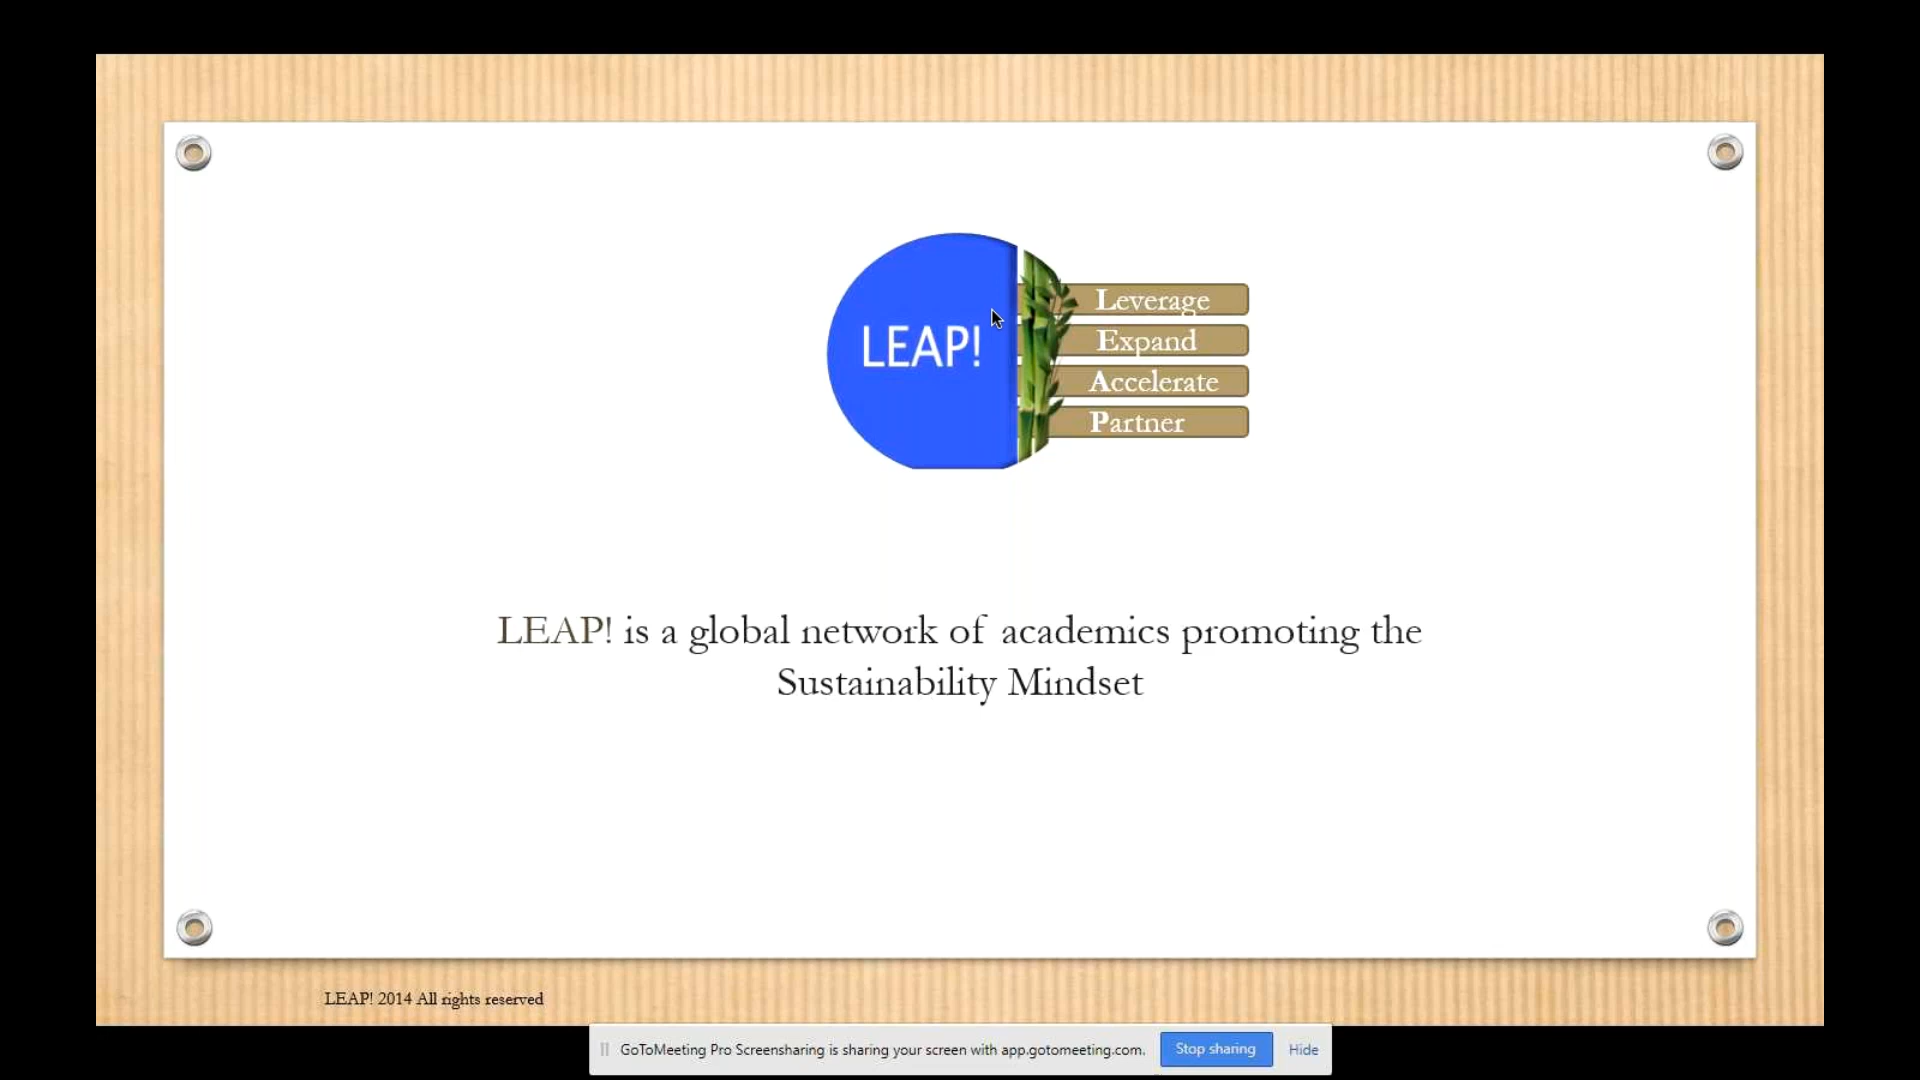 LEAP!
Leverage
Expand
Accelerate
Partner
LEAP! is a global network of academics promoting the
Sustainability Mindset
LEAP! 2014 All rights reserved
GoToMeeting Pro Screensharing is sharing your screen with app.gotomeeting.com. Stop sharing Hide